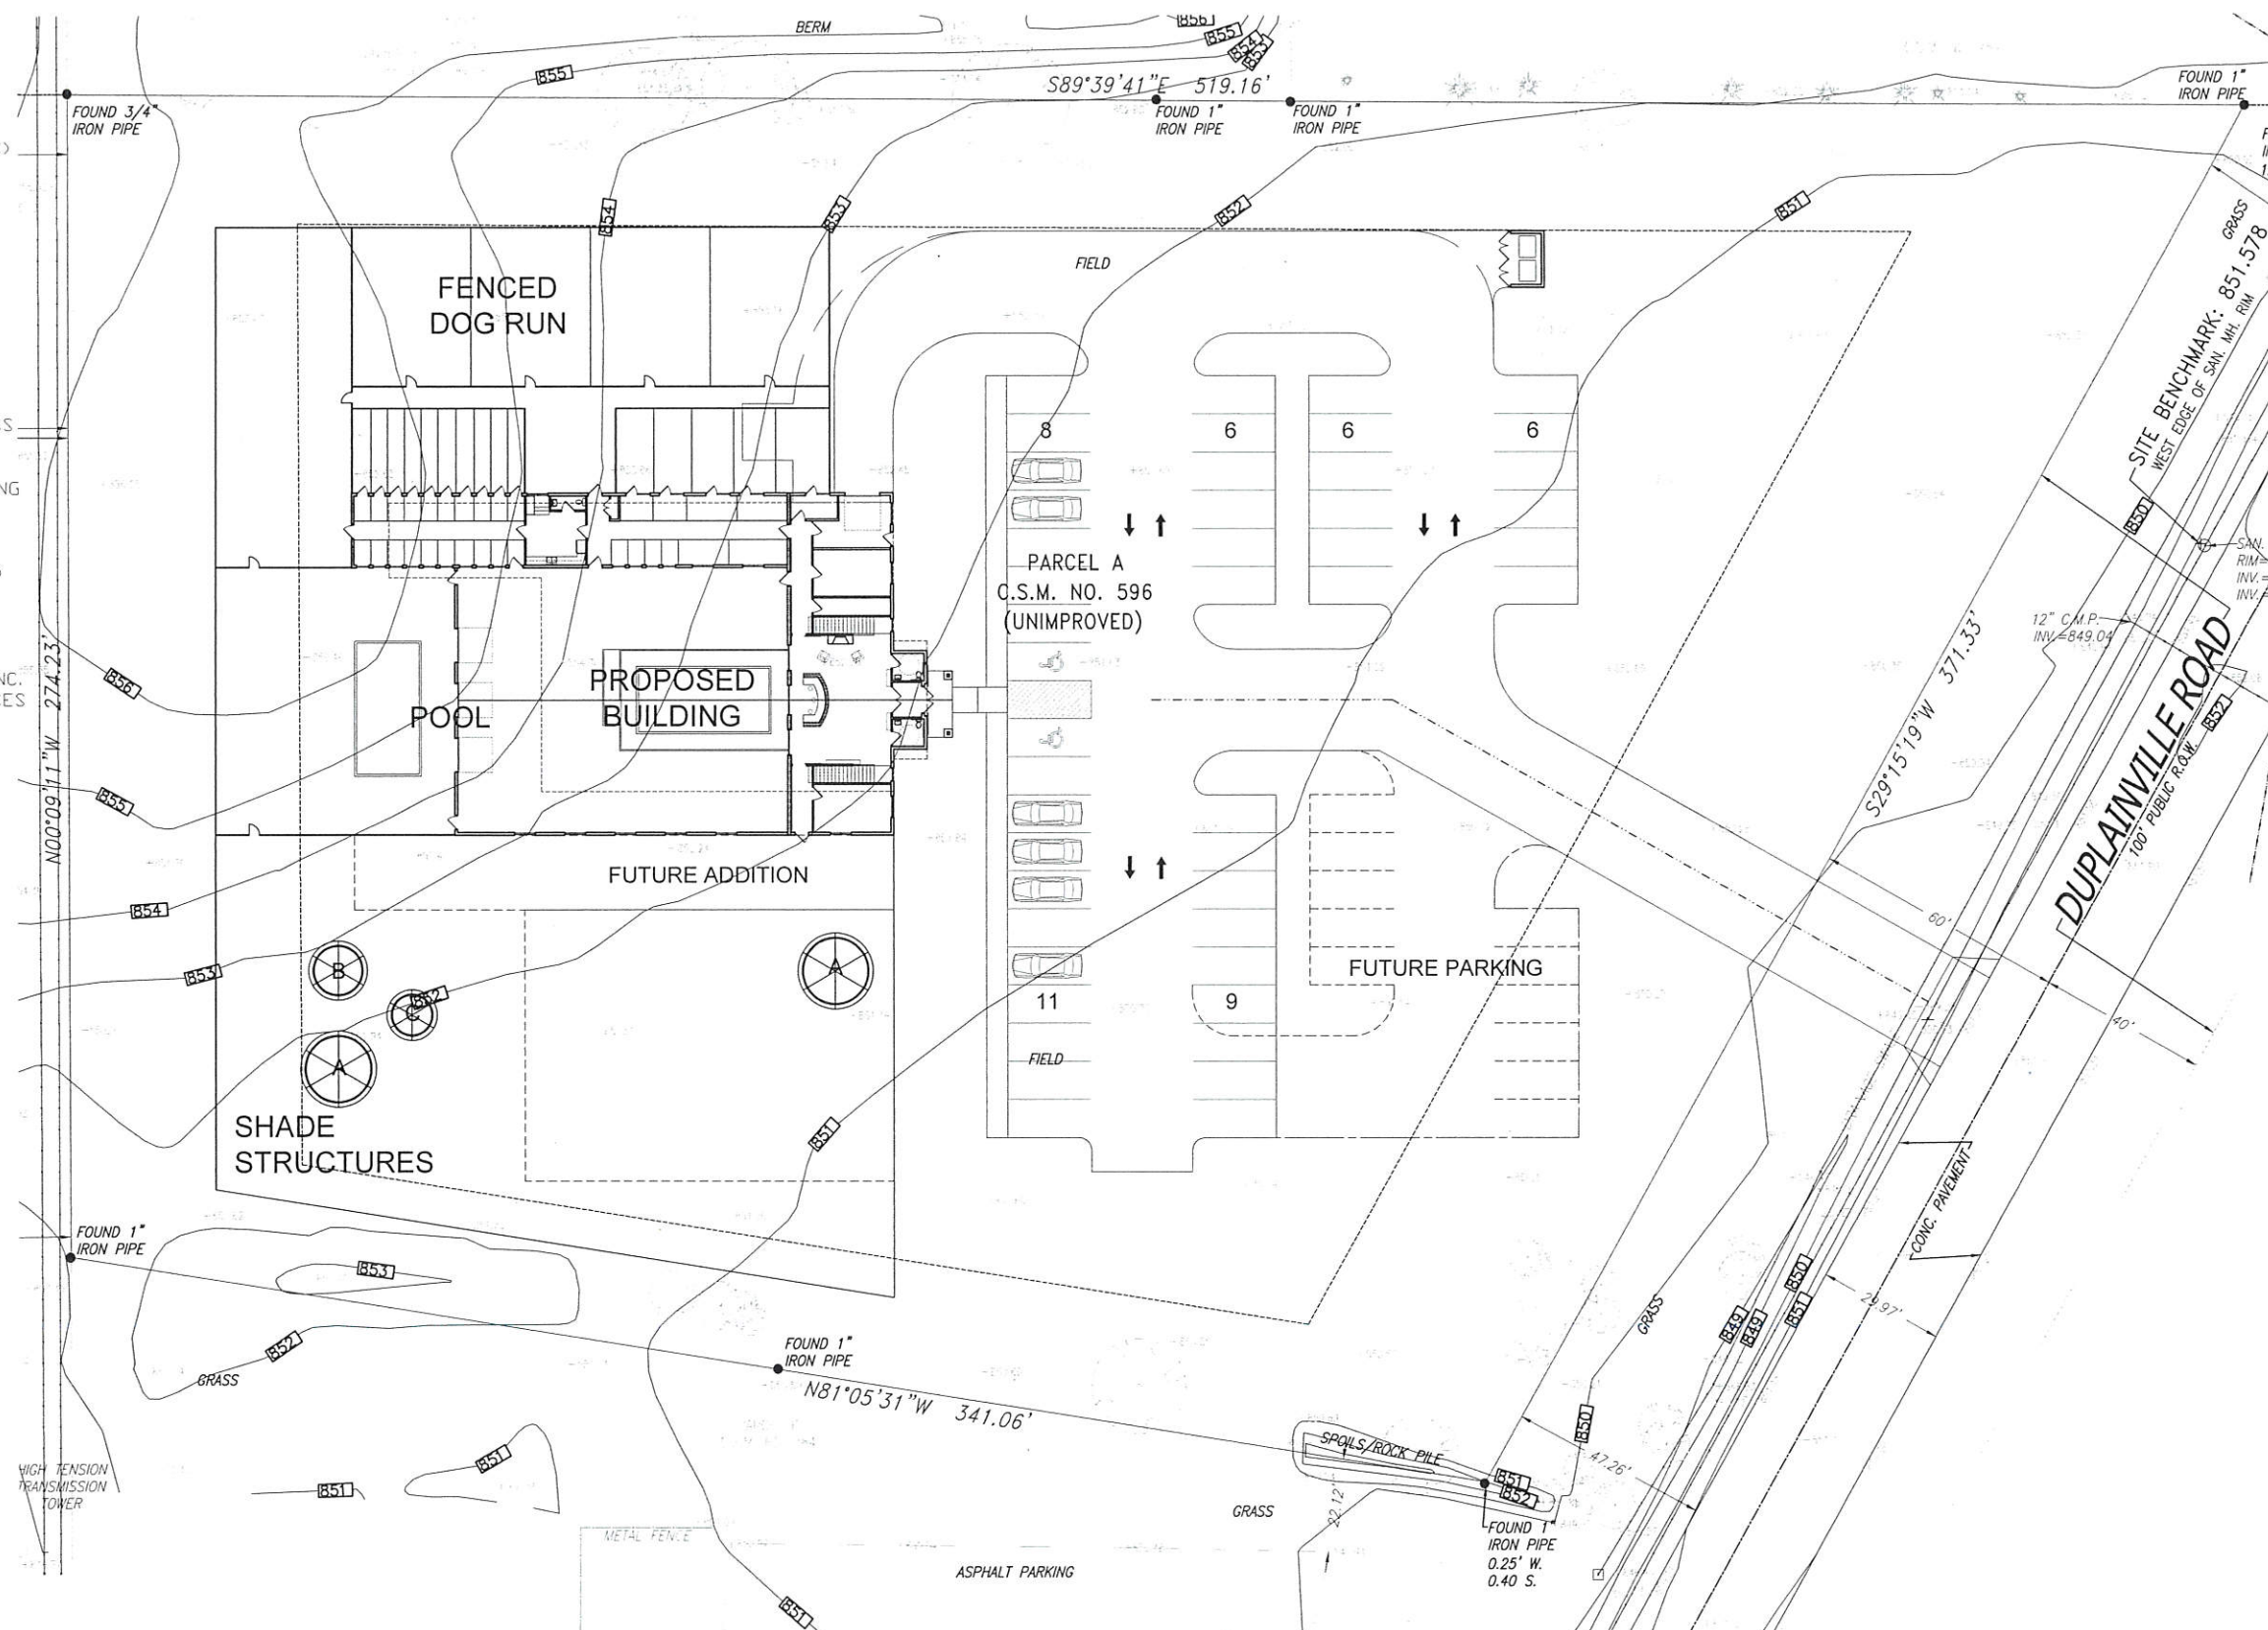 BERM
856
855
854
853
855
S89°39'41"E 519.16'
FOUND 3/4"
IRON PIPE
FOUND 1"
IRON PIPE
FOUND 1"
IRON PIPE
FOUND 1"
IRON PIPE
854
853
852
851
GRASS
FIELD
FENCED
DOG RUN
SITE BENCHMARK: 851.578
WEST EDGE OF SAN. MH. RIM
8
6
6
6
850
SAN.
RIM=
INV.=
INV.=
PARCEL A
C.S.M. NO. 596
(UNIMPROVED)
12" C.M.P.
INV.=849.04
N00°09'11"W 274.23'
856
POOL
PROPOSED
BUILDING
S29°15'19"W 371.33'
852
DUPLAINVILLE ROAD
100' PUBLIC R.O.W.
855
FUTURE ADDITION
854
60'
853
B
C
852
A
A
FUTURE PARKING
11
9
40'
FIELD
SHADE
STRUCTURES
851
CONC. PAVEMENT
FOUND 1"
IRON PIPE
853
852
GRASS
FOUND 1"
IRON PIPE
N81°05'31"W 341.06'
GRASS
850
849
849
851
29.97'
850
SPOILS/ROCK PILE
851
852
47.26'
22.12'
851
851
HIGH TENSION
TRANSMISSION
TOWER
METAL FENCE
GRASS
ASPHALT PARKING
FOUND 1"
IRON PIPE
0.25' W.
0.40 S.
851